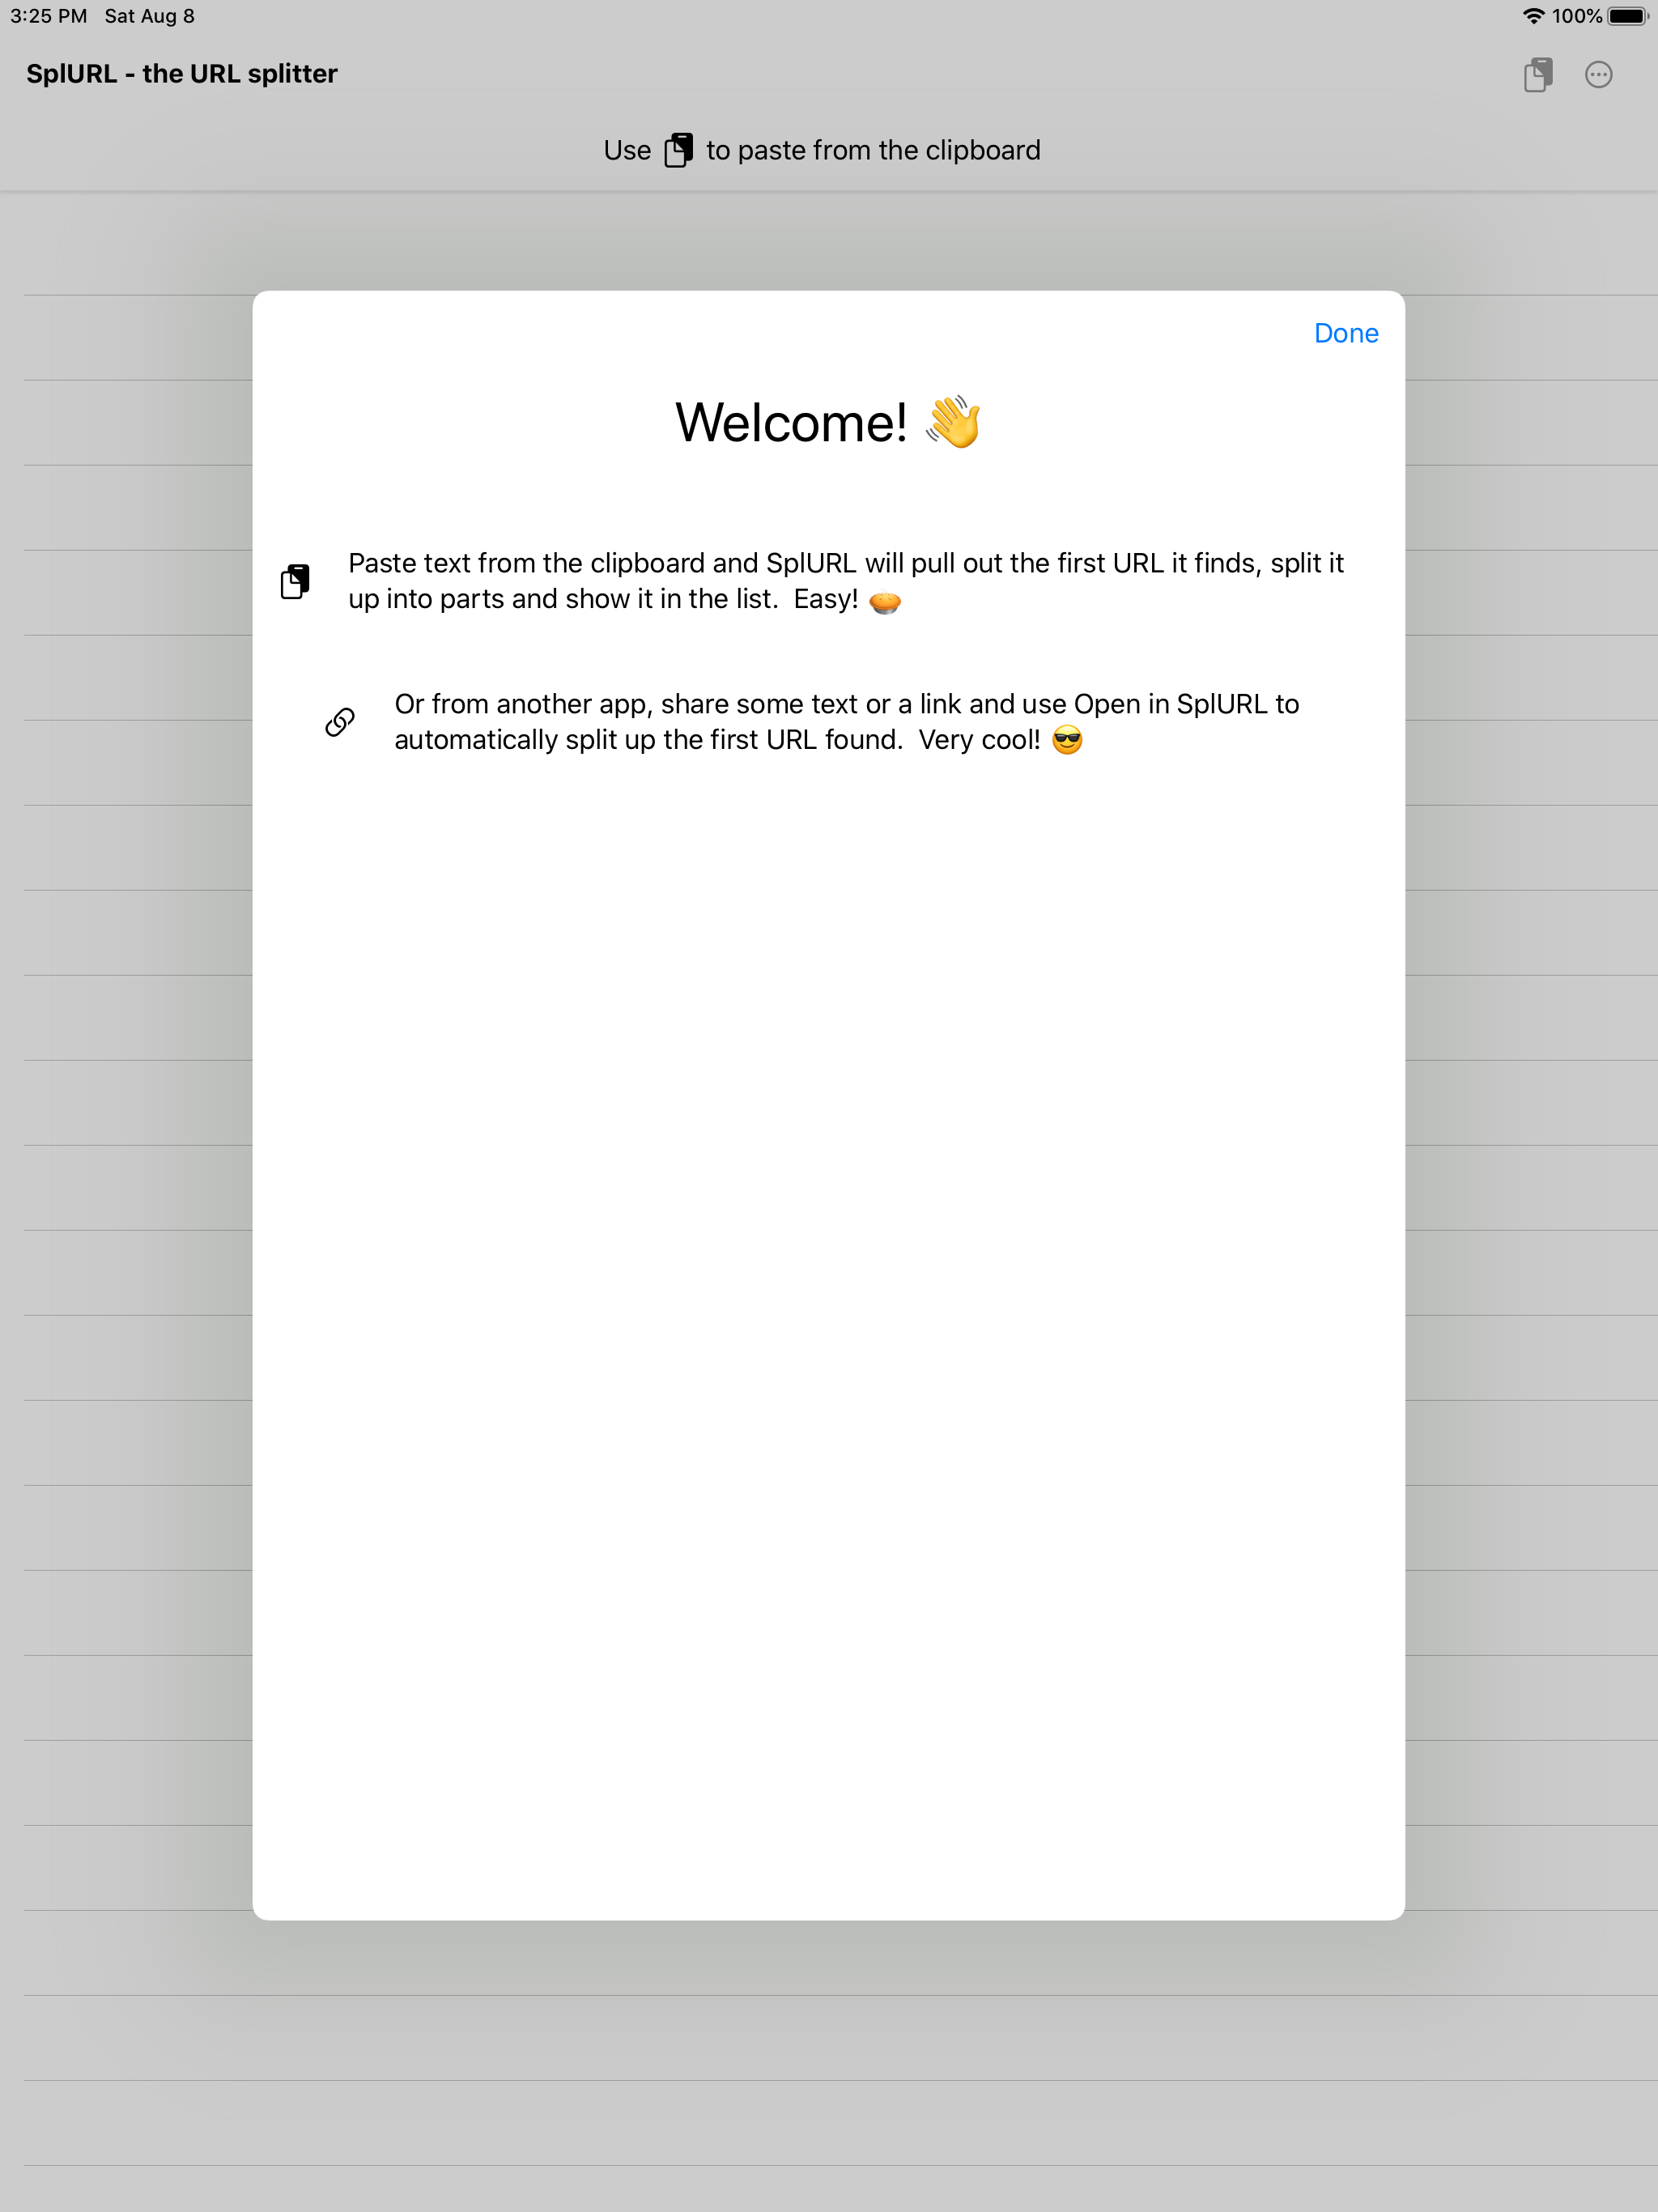 3:25 PM Sat Aug 8 100%
SplURL - the URL splitter
Use to paste from the clipboard
Done
Welcome! 👋
Paste text from the clipboard and SplURL will pull out the first URL it finds, split it
up into parts and show it in the list.  Easy! 🥧
Or from another app, share some text or a link and use Open in SplURL to
automatically split up the first URL found.  Very cool! 😎